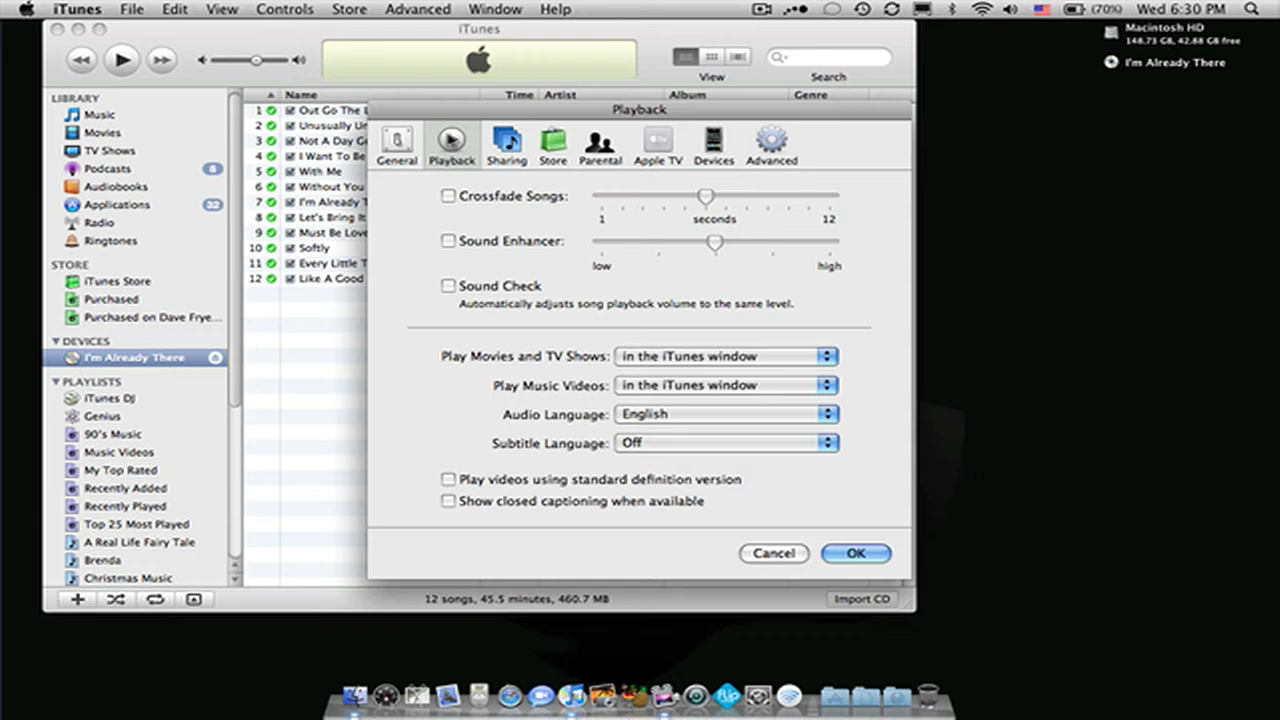 iTunes File Edit View Controls Store Advanced Window Help (70%) Wed 6:30 PM
Macintosh HD
148.73 GB, 42.88 GB free
I'm Already There
iTunes
View
Search
LIBRARY
Music
Movies
TV Shows
Podcasts
Audiobooks
Applications
Radio
Ringtones
STORE
iTunes Store
Purchased
Purchased on Dave Frye...
DEVICES
I'm Already There
PLAYLISTS
iTunes DJ
Genius
90's Music
Music Videos
My Top Rated
Recently Added
Recently Played
Top 25 Most Played
A Real Life Fairy Tale
Brenda
Christmas Music
Name Time Artist Album Genre
1 Out Go The L
2 Unusually Un
3 Not A Day Ge
4 I Want To Be
5 With Me
6 Without You
7 I'm Already T
8 Let's Bring It
9 Must Be Love
10 Softly
11 Every Little T
12 Like A Good
Playback
General Playback Sharing Store Parental Apple TV Devices Advanced
Crossfade Songs:
1 seconds 12
Sound Enhancer:
low high
Sound Check
Automatically adjusts song playback volume to the same level.
Play Movies and TV Shows: in the iTunes window
Play Music Videos: in the iTunes window
Audio Language: English
Subtitle Language: Off
Play videos using standard definition version
Show closed captioning when available
Cancel OK
12 songs, 45.5 minutes, 460.7 MB
Import CD
flip